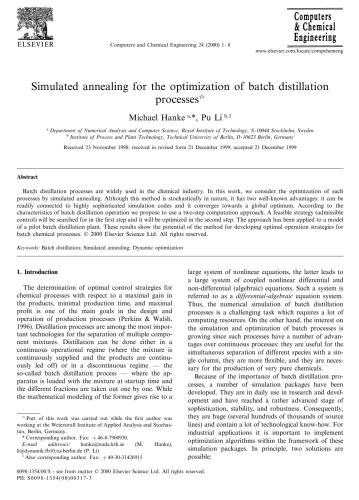 ELSEVIER
Computers and Chemical Engineering 24 (2000) 1–8
Computers
& Chemical
Engineering
www.elsevier.com/locate/compchemeng
Simulated annealing for the optimization of batch distillation
processes☆
Michael Hanke a,*, Pu Li b,1
a Department of Numerical Analysis and Computer Science, Royal Institute of Technology, S-10044 Stockholm, Sweden
b Institute of Process and Plant Technology, Technical University of Berlin, D-10623 Berlin, Germany
Received 23 November 1998; received in revised form 21 December 1999; accepted 21 December 1999
Abstract
Batch distillation processes are widely used in the chemical industry. In this work, we consider the optimization of such
processes by simulated annealing. Although this method is stochastically in nature, it has two well-known advantages: it can be
readily connected to highly sophisticated simulation codes and it converges towards a global optimum. According to the
characteristics of batch distillation operation we propose to use a two-step computation approach. A feasible strategy (admissible
control) will be searched for in the first step and it will be optimized in the second step. The approach has been applied to a model
of a pilot batch distillation plant. These results show the potential of the method for developing optimal operation strategies for
batch chemical processes. © 2000 Elsevier Science Ltd. All rights reserved.
Keywords: Batch distillation; Simulated annealing; Dynamic optimization
1. Introduction
The determination of optimal control strategies for
chemical processes with respect to a maximal gain in
the products, minimal production time, and maximal
profit is one of the main goals in the design and
operation of production processes (Perkins & Walsh,
1996). Distillation processes are among the most impor-
tant technologies for the separation of multiple compo-
nent mixtures. Distillation can be done either in a
continuous operational regime (where the mixture is
continuously supplied and the products are continu-
ously led off) or in a discontinuous regime — the
so-called batch distillation process — where the ap-
paratus is loaded with the mixture at startup time and
the different fractions are taken out one by one. While
the mathematical modeling of the former gives rise to a
☆ Part of this work was carried out while the first author was
working at the Weierstraß Institute of Applied Analysis and Stochas-
tics, Berlin, Germany.
* Corresponding author. Fax: +46-8-7900930.
E-mail addresses: hanke@nada.kth.se (M. Hanke),
li@dynamik.fb10.tu-berlin.de (P. Li)
1 Also corresponding author. Fax: +49-30-31426915
large system of nonlinear equations, the latter leads to
a large system of coupled nonlinear differential and
non-differential (algebraic) equations. Such a system is
referred to as a differential-algebraic equation system.
Thus, the numerical simulation of batch distillation
processes is a challenging task which requires a lot of
computing resources. On the other hand, the interest on
the simulation and optimization of batch processes is
growing since such processes have a number of advan-
tages over continuous processes: they are useful for the
simultaneous separation of different species with a sin-
gle column, they are more flexible, and they are neces-
sary for the production of very pure chemicals.
Because of the importance of batch distillation pro-
cesses, a number of simulation packages have been
developed. They are in daily use in research and devel-
opment and have reached a rather advanced stage of
sophistication, stability, and robustness. Consequently,
they are huge (several hundreds of thousands of source
lines) and contain a lot of technological know-how. For
industrial applications it is important to implement
optimization algorithms within the framework of these
simulation packages. In principle, two solutions are
possible:
0098-1354/00/$ - see front matter © 2000 Elsevier Science Ltd. All rights reserved.
PII: S0098-1354(00)00317-3